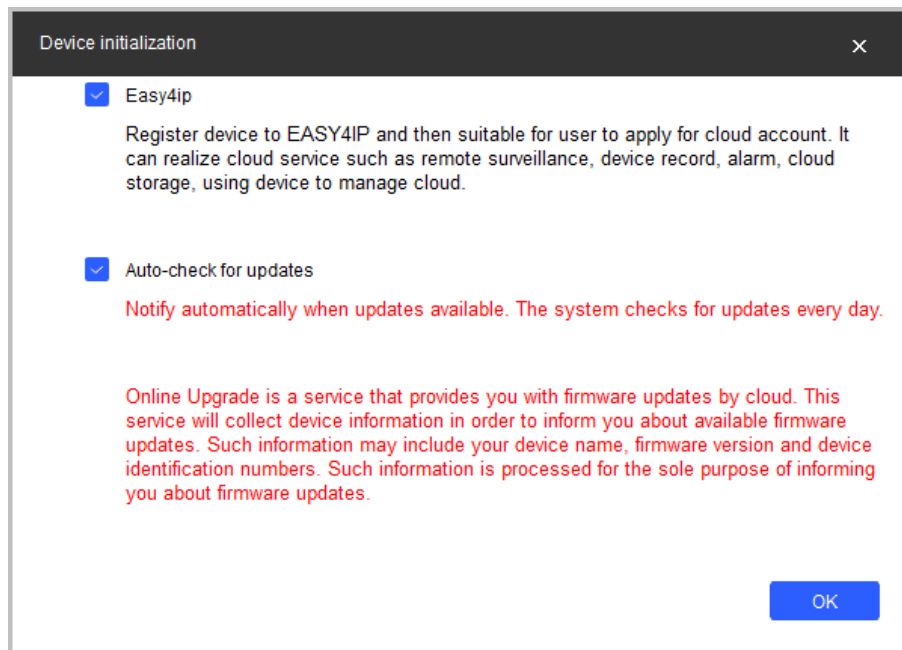 Device initialization
Easy4ip
Register device to EASY4IP and then suitable for user to apply for cloud account. It
can realize cloud service such as remote surveillance, device record, alarm, cloud
storage, using device to manage cloud.
Auto-check for updates
Notify automatically when updates available. The system checks for updates every day.
Online Upgrade is a service that provides you with firmware updates by cloud. This
service will collect device information in order to inform you about available firmware
updates. Such information may include your device name, firmware version and device
identification numbers. Such information is processed for the sole purpose of informing
you about firmware updates.
OK